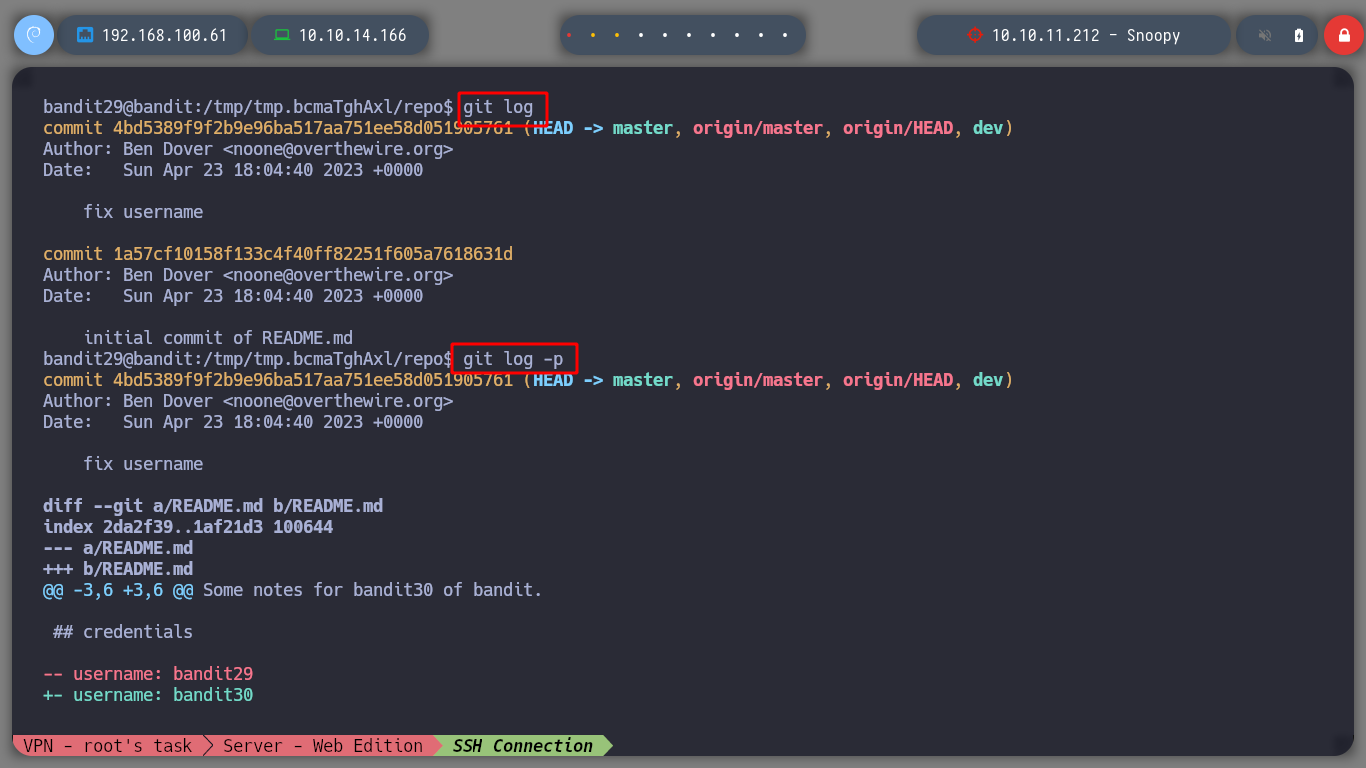 192.168.100.61 10.10.14.166 10.10.11.212 - Snoopy
bandit29@bandit:/tmp/tmp.bcmaTghAxl/repo$ git log
commit 4bd5389f9f2b9e96ba517aa751ee58d051905761 (HEAD -> master, origin/master, origin/HEAD, dev)
Author: Ben Dover <noone@overthewire.org>
Date:   Sun Apr 23 18:04:40 2023 +0000
    fix username
commit 1a57cf10158f133c4f40ff82251f605a7618631d
Author: Ben Dover <noone@overthewire.org>
Date:   Sun Apr 23 18:04:40 2023 +0000
    initial commit of README.md
bandit29@bandit:/tmp/tmp.bcmaTghAxl/repo$ git log -p
commit 4bd5389f9f2b9e96ba517aa751ee58d051905761 (HEAD -> master, origin/master, origin/HEAD, dev)
Author: Ben Dover <noone@overthewire.org>
Date:   Sun Apr 23 18:04:40 2023 +0000
    fix username
diff --git a/README.md b/README.md
index 2da2f39..1af21d3 100644
--- a/README.md
+++ b/README.md
@@ -3,6 +3,6 @@ Some notes for bandit30 of bandit.
 ## credentials
-- username: bandit29
+- username: bandit30
VPN - root's task Server - Web Edition SSH Connection